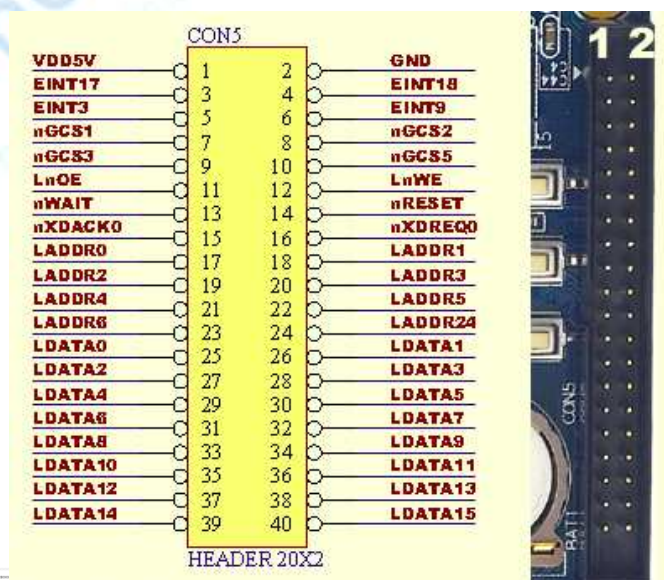 CON5
VDD5V 1 2 GND
EINT17 3 4 EINT18
EINT3 5 6 EINT9
nGCS1 7 8 nGCS2
nGCS3 9 10 nGCS5
LnOE 11 12 LnWE
nWAIT 13 14 nRESET
nXDACK0 15 16 nXDREQ0
LADDR0 17 18 LADDR1
LADDR2 19 20 LADDR3
LADDR4 21 22 LADDR5
LADDR6 23 24 LADDR24
LDATA0 25 26 LDATA1
LDATA2 27 28 LDATA3
LDATA4 29 30 LDATA5
LDATA6 31 32 LDATA7
LDATA8 33 34 LDATA9
LDATA10 35 36 LDATA11
LDATA12 37 38 LDATA13
LDATA14 39 40 LDATA15
HEADER 20X2
1 2
CON5
BAT1